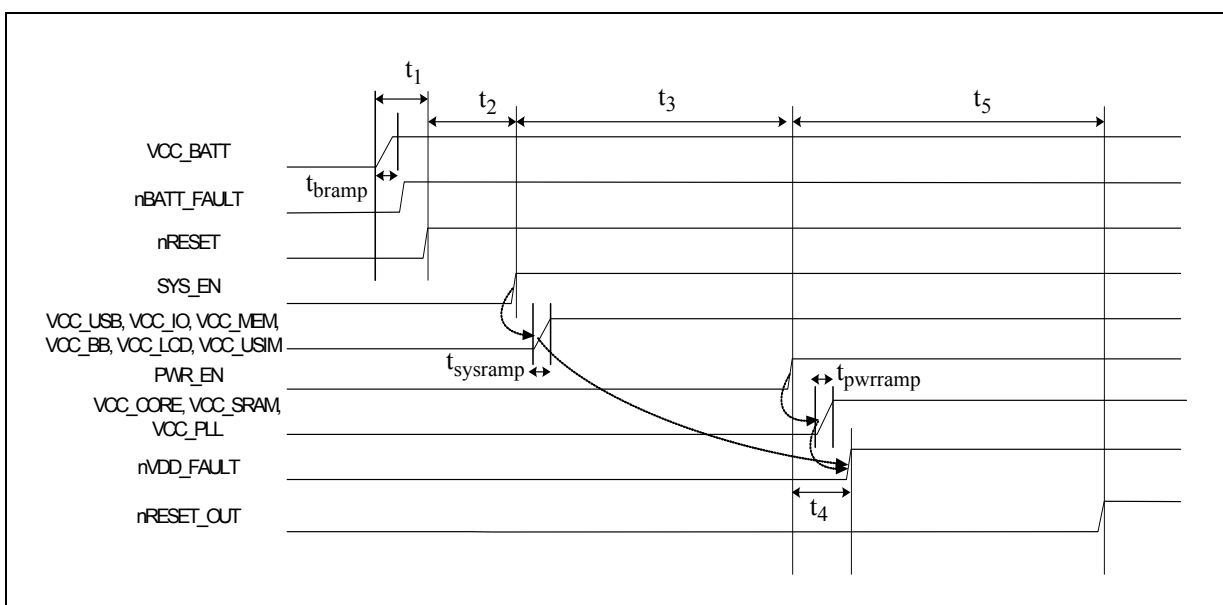 t1
t2
t3
t5
VCC_BATT
tbramp
nBATT_FAULT
nRESET
SYS_EN
VCC_USB, VCC_IO, VCC_MEM,
VCC_BB, VCC_LCD, VCC_USIM
tsysramp
PWR_EN
tpwrramp
VCC_CORE, VCC_SRAM,
VCC_PLL
nVDD_FAULT
t4
nRESET_OUT